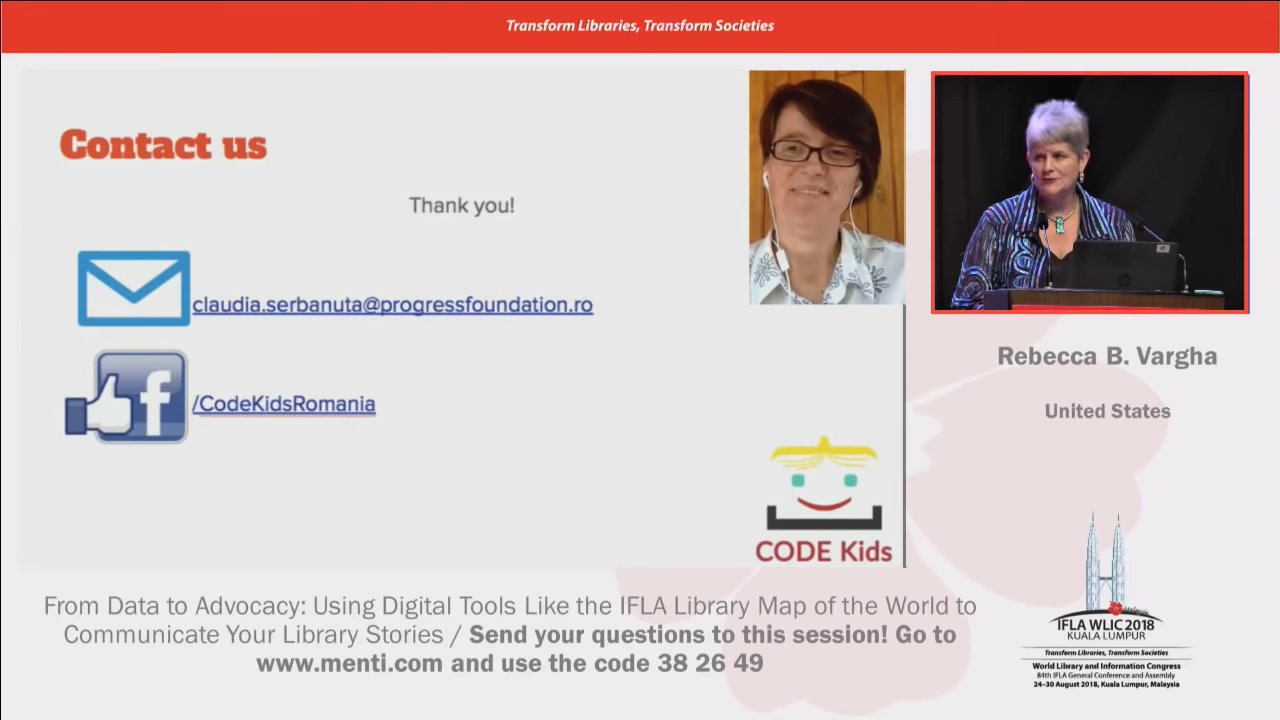 Transform Libraries, Transform Societies
Contact us
Thank you!
claudia.serbanuta@progressfoundation.ro
f
/CodeKidsRomania
CODE Kids
Rebecca B. Vargha
United States
From Data to Advocacy: Using Digital Tools Like the IFLA Library Map of the World to
Communicate Your Library Stories / Send your questions to this session! Go to
www.menti.com and use the code 38 26 49
Malaysia
IFLA WLIC 2018
KUALA LUMPUR
Transform Libraries, Transform Societies
World Library and Information Congress
84th IFLA General Conference and Assembly
24–30 August 2018, Kuala Lumpur, Malaysia